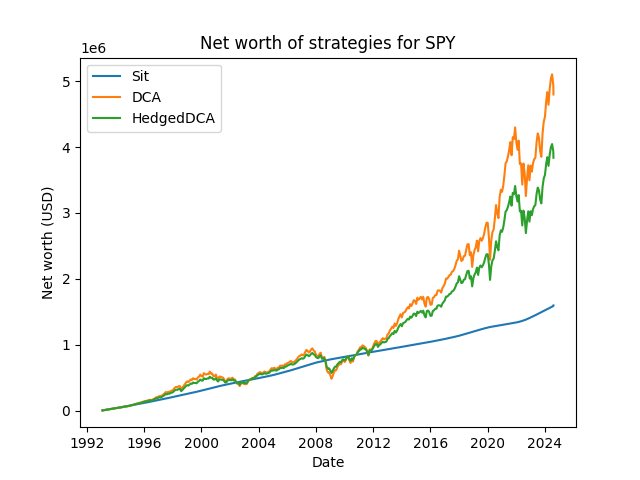 Net worth of strategies for SPY
1e6
Sit
DCA
HedgedDCA
5
4
3
2
1
0
Net worth (USD)
1992 1996 2000 2004 2008 2012 2016 2020 2024
Date